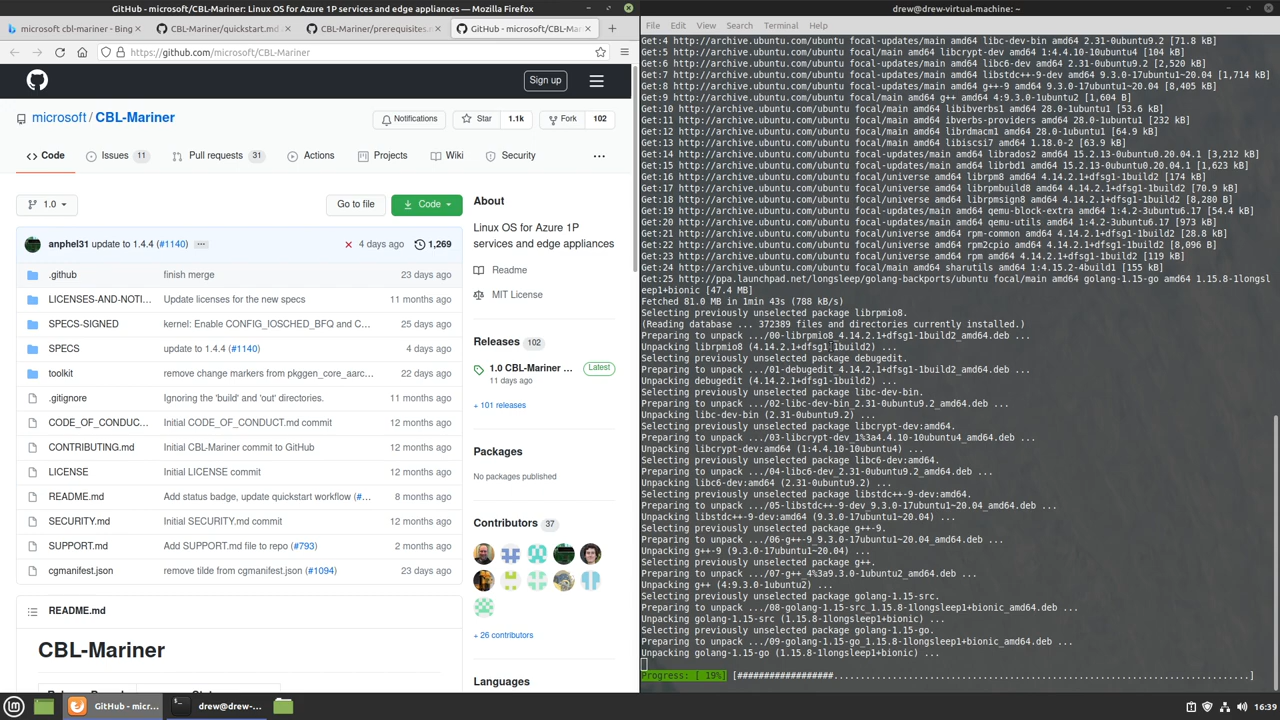 GitHub - microsoft/CBL-Mariner: Linux OS for Azure 1P services and edge appliances — Mozilla Firefox
microsoft cbl-mariner - Bing
CBL-Mariner/quickstart.md
CBL-Mariner/prerequisites.m
GitHub - microsoft/CBL-Mar
https://github.com/microsoft/CBL-Mariner
Sign up
microsoft / CBL-Mariner
Notifications
Star 1.1k
Fork 102
Code
Issues 11
Pull requests 31
Actions
Projects
Wiki
Security
1.0
Go to file
Code
anphel31 update to 1.4.4 (#1140) ... 4 days ago 1,269
.github finish merge 23 days ago
LICENSES-AND-NOTI... Update licenses for the new specs 11 months ago
SPECS-SIGNED kernel: Enable CONFIG_IOSCHED_BFQ and C... 25 days ago
SPECS update to 1.4.4 (#1140) 4 days ago
toolkit remove change markers from pkggen_core_aarc... 22 days ago
.gitignore Ignoring the 'build' and 'out' directories. 11 months ago
CODE_OF_CONDUC... Initial CODE_OF_CONDUCT.md commit 12 months ago
CONTRIBUTING.md Initial CBL-Mariner commit to GitHub 12 months ago
LICENSE Initial LICENSE commit 12 months ago
README.md Add status badge, update quickstart workflow (#... 8 months ago
SECURITY.md Initial SECURITY.md commit 12 months ago
SUPPORT.md Add SUPPORT.md file to repo (#793) 2 months ago
cgmanifest.json remove tilde from cgmanifest.json (#1094) 23 days ago
README.md
CBL-Mariner
About
Linux OS for Azure 1P
services and edge appliances
Readme
MIT License
Releases 102
1.0 CBL-Mariner ... Latest
11 days ago
+ 101 releases
Packages
No packages published
Contributors 37
+ 26 contributors
Languages
drew@drew-virtual-machine: ~
File Edit View Search Terminal Help
Get:4 http://archive.ubuntu.com/ubuntu focal-updates/main amd64 libc-dev-bin amd64 2.31-0ubuntu9.2 [71.8 kB]
Get:5 http://archive.ubuntu.com/ubuntu focal/main amd64 libcrypt-dev amd64 1:4.4.10-10ubuntu4 [104 kB]
Get:6 http://archive.ubuntu.com/ubuntu focal-updates/main amd64 libc6-dev amd64 2.31-0ubuntu9.2 [2,520 kB]
Get:7 http://archive.ubuntu.com/ubuntu focal-updates/main amd64 libstdc++-9-dev amd64 9.3.0-17ubuntu1~20.04 [1,714 kB]
Get:8 http://archive.ubuntu.com/ubuntu focal-updates/main amd64 g++-9 amd64 9.3.0-17ubuntu1~20.04 [8,405 kB]
Get:9 http://archive.ubuntu.com/ubuntu focal/main amd64 g++ amd64 4:9.3.0-1ubuntu2 [1,604 B]
Get:10 http://archive.ubuntu.com/ubuntu focal/main amd64 libibverbs1 amd64 28.0-1ubuntu1 [53.6 kB]
Get:11 http://archive.ubuntu.com/ubuntu focal/main amd64 ibverbs-providers amd64 28.0-1ubuntu1 [232 kB]
Get:12 http://archive.ubuntu.com/ubuntu focal/main amd64 librdmacm1 amd64 28.0-1ubuntu1 [64.9 kB]
Get:13 http://archive.ubuntu.com/ubuntu focal/main amd64 libiscsi7 amd64 1.18.0-2 [63.9 kB]
Get:14 http://archive.ubuntu.com/ubuntu focal-updates/main amd64 librados2 amd64 15.2.13-0ubuntu0.20.04.1 [3,212 kB]
Get:15 http://archive.ubuntu.com/ubuntu focal-updates/main amd64 librbd1 amd64 15.2.13-0ubuntu0.20.04.1 [1,623 kB]
Get:16 http://archive.ubuntu.com/ubuntu focal/universe amd64 librpm8 amd64 4.14.2.1+dfsg1-1build2 [174 kB]
Get:17 http://archive.ubuntu.com/ubuntu focal/universe amd64 librpmbuild8 amd64 4.14.2.1+dfsg1-1build2 [70.9 kB]
Get:18 http://archive.ubuntu.com/ubuntu focal/universe amd64 librpmsign8 amd64 4.14.2.1+dfsg1-1build2 [8,280 B]
Get:19 http://archive.ubuntu.com/ubuntu focal-updates/main amd64 qemu-block-extra amd64 1:4.2-3ubuntu6.17 [54.4 kB]
Get:20 http://archive.ubuntu.com/ubuntu focal-updates/main amd64 qemu-utils amd64 1:4.2-3ubuntu6.17 [973 kB]
Get:21 http://archive.ubuntu.com/ubuntu focal/universe amd64 rpm-common amd64 4.14.2.1+dfsg1-1build2 [28.8 kB]
Get:22 http://archive.ubuntu.com/ubuntu focal/universe amd64 rpm2cpio amd64 4.14.2.1+dfsg1-1build2 [8,096 B]
Get:23 http://archive.ubuntu.com/ubuntu focal/universe amd64 rpm amd64 4.14.2.1+dfsg1-1build2 [119 kB]
Get:24 http://archive.ubuntu.com/ubuntu focal/main amd64 sharutils amd64 1:4.15.2-4build1 [155 kB]
Get:25 http://ppa.launchpad.net/longsleep/golang-backports/ubuntu focal/main amd64 golang-1.15-go amd64 1.15.8-1longsl
eep1+bionic [47.4 MB]
Fetched 81.0 MB in 1min 43s (788 kB/s)
Selecting previously unselected package librpmio8.
(Reading database ... 372389 files and directories currently installed.)
Preparing to unpack .../00-librpmio8_4.14.2.1+dfsg1-1build2_amd64.deb ...
Unpacking librpmio8 (4.14.2.1+dfsg1-1build2) ...
Selecting previously unselected package debugedit.
Preparing to unpack .../01-debugedit_4.14.2.1+dfsg1-1build2_amd64.deb ...
Unpacking debugedit (4.14.2.1+dfsg1-1build2) ...
Selecting previously unselected package libc-dev-bin.
Preparing to unpack .../02-libc-dev-bin_2.31-0ubuntu9.2_amd64.deb ...
Unpacking libc-dev-bin (2.31-0ubuntu9.2) ...
Selecting previously unselected package libcrypt-dev:amd64.
Preparing to unpack .../03-libcrypt-dev_1%3a4.4.10-10ubuntu4_amd64.deb ...
Unpacking libcrypt-dev:amd64 (1:4.4.10-10ubuntu4) ...
Selecting previously unselected package libc6-dev:amd64.
Preparing to unpack .../04-libc6-dev_2.31-0ubuntu9.2_amd64.deb ...
Unpacking libc6-dev:amd64 (2.31-0ubuntu9.2) ...
Selecting previously unselected package libstdc++-9-dev:amd64.
Preparing to unpack .../05-libstdc++-9-dev_9.3.0-17ubuntu1~20.04_amd64.deb ...
Unpacking libstdc++-9-dev:amd64 (9.3.0-17ubuntu1~20.04) ...
Selecting previously unselected package g++-9.
Preparing to unpack .../06-g++-9_9.3.0-17ubuntu1~20.04_amd64.deb ...
Unpacking g++-9 (9.3.0-17ubuntu1~20.04) ...
Selecting previously unselected package g++.
Preparing to unpack .../07-g++_4%3a9.3.0-1ubuntu2_amd64.deb ...
Unpacking g++ (4:9.3.0-1ubuntu2) ...
Selecting previously unselected package golang-1.15-src.
Preparing to unpack .../08-golang-1.15-src_1.15.8-1longsleep1+bionic_amd64.deb ...
Unpacking golang-1.15-src (1.15.8-1longsleep1+bionic) ...
Selecting previously unselected package golang-1.15-go.
Preparing to unpack .../09-golang-1.15-go_1.15.8-1longsleep1+bionic_amd64.deb ...
Unpacking golang-1.15-go (1.15.8-1longsleep1+bionic) ...
Progress: [ 19%] [##################..............................................................................]
GitHub - micr...
drew@drew-...
16:39